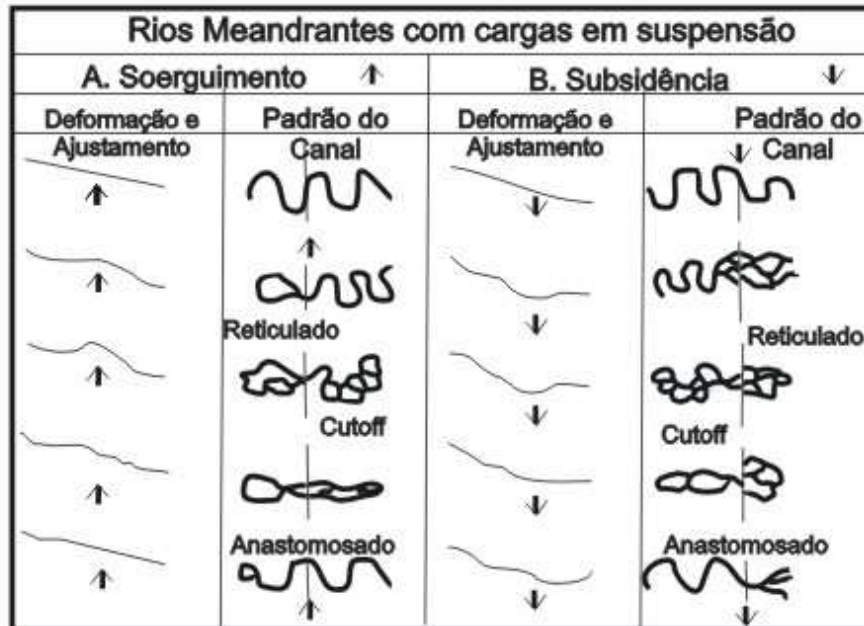 Rios Meandrantes com cargas em suspensão
A. Soerguimento
B. Subsidência
Deformação e
Ajustamento
Padrão do
Canal
Deformação e
Ajustamento
Padrão do
Canal
Reticulado
Reticulado
Cutoff
Cutoff
Anastomosado
Anastomosado